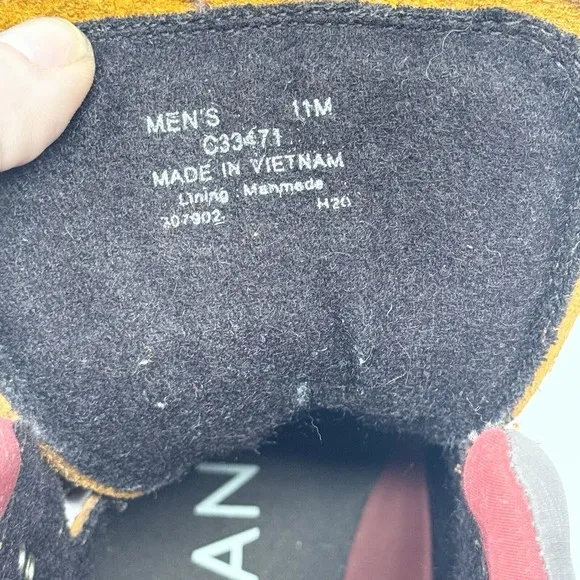 MEN'S 11M
C33471
MADE IN VIETNAM
Lining Manmade
307902 H20
AN